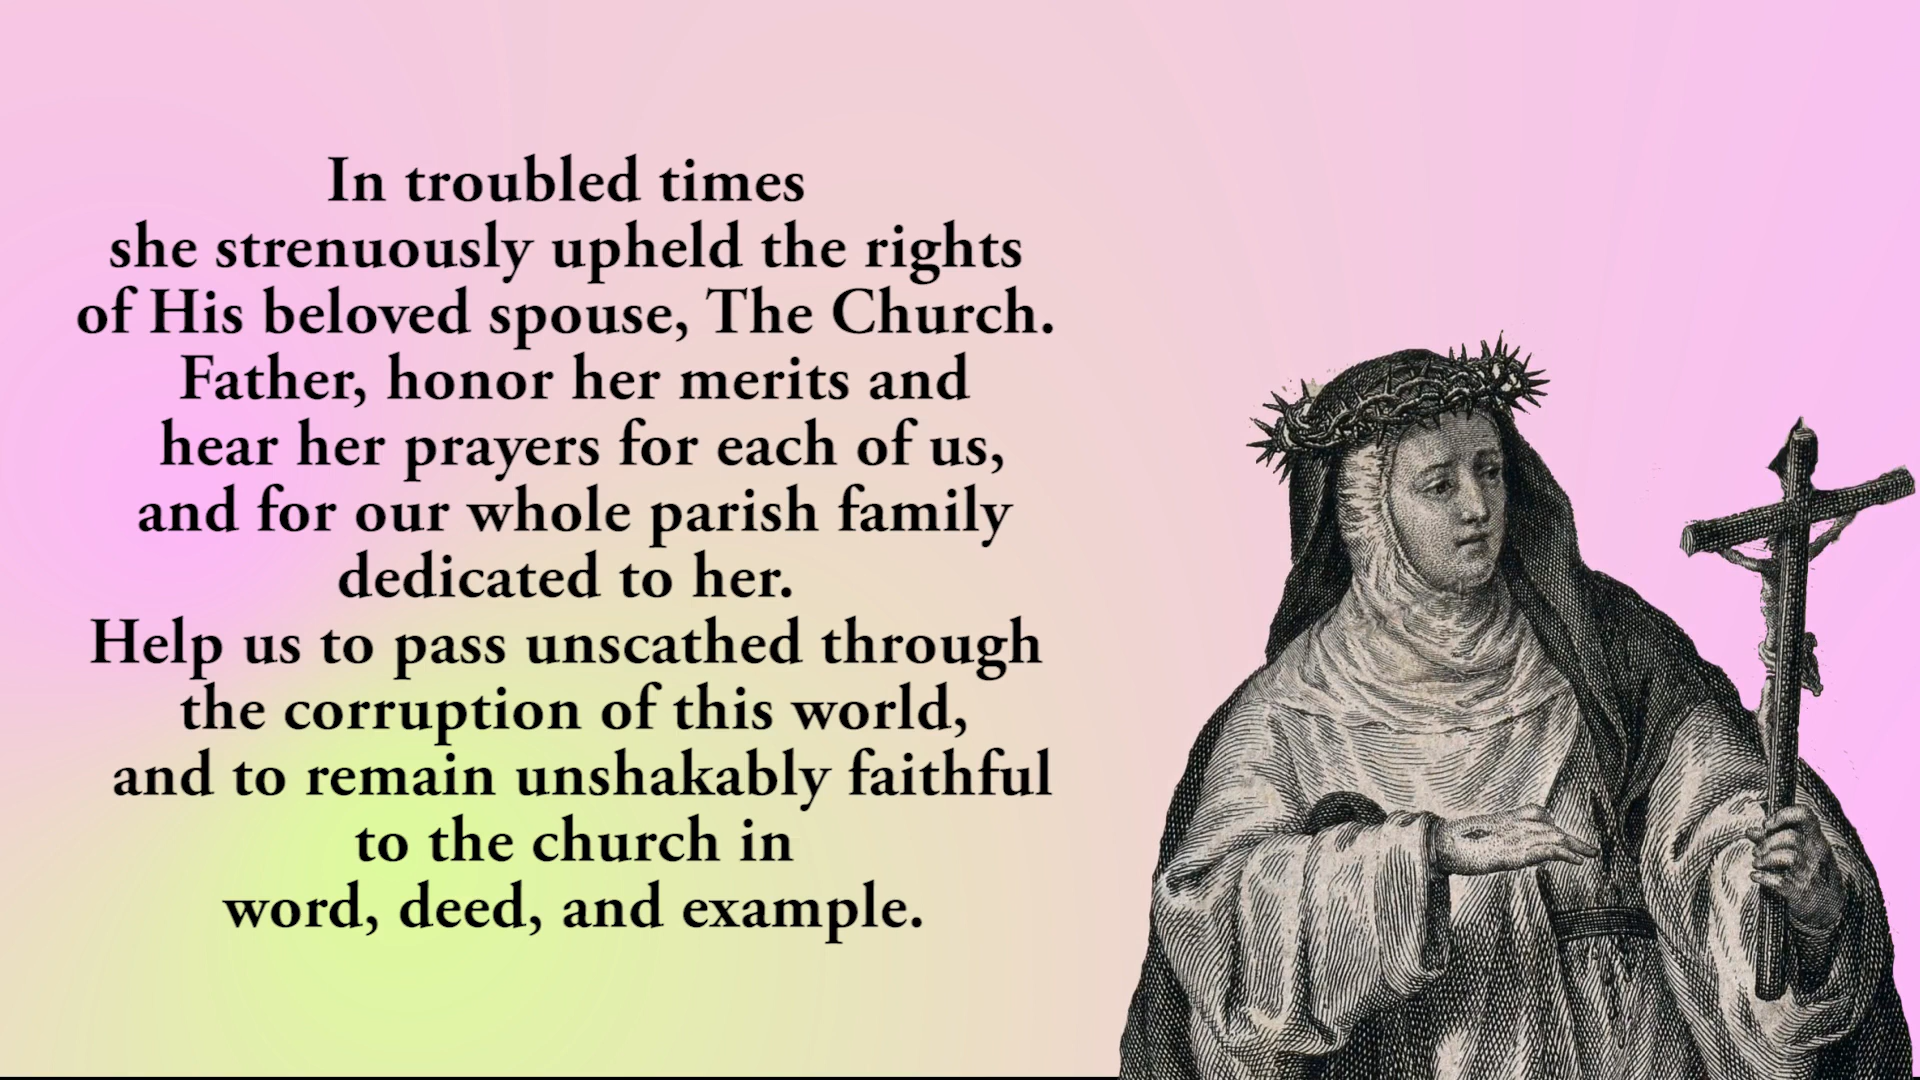 In troubled times
she strenuously upheld the rights
of His beloved spouse, The Church.
Father, honor her merits and
hear her prayers for each of us,
and for our whole parish family
dedicated to her.
Help us to pass unscathed through
the corruption of this world,
and to remain unshakably faithful
to the church in
word, deed, and example.